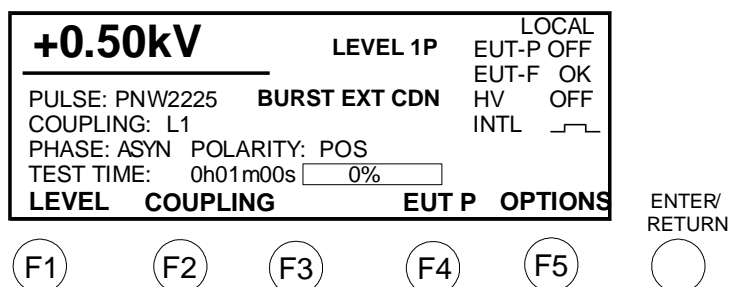 LOCAL
+0.50kV LEVEL 1P EUT-P OFF
EUT-F OK
PULSE: PNW2225 BURST EXT CDN HV OFF
COUPLING: L1 INTL
PHASE: ASYN POLARITY: POS
TEST TIME: 0h01m00s 0%
LEVEL COUPLING EUT P OPTIONS ENTER/
RETURN
F1 F2 F3 F4 F5